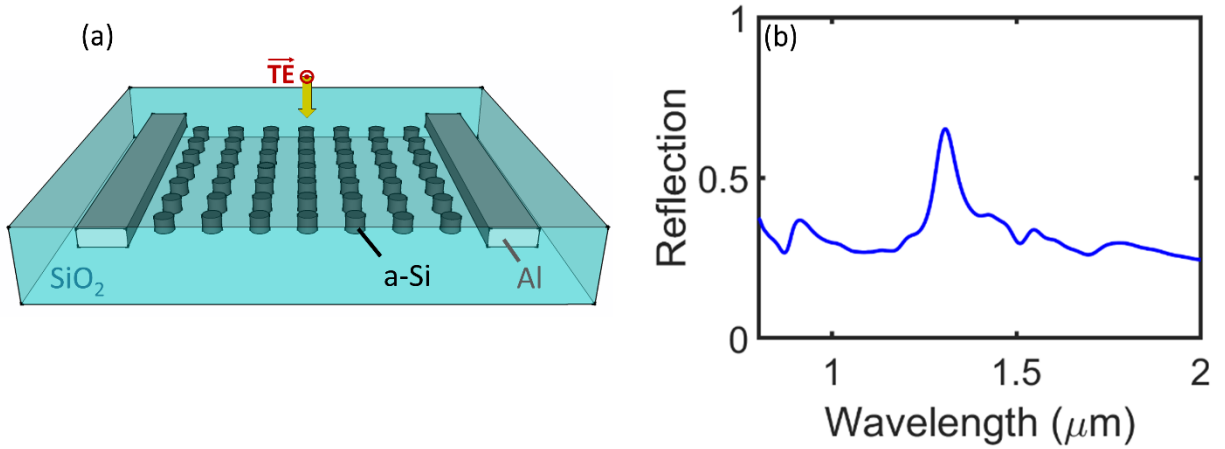 (a)
TE
SiO₂
a-Si
Al
(b)
1
0.5
0
Reflection
1
1.5
2
Wavelength (μm)